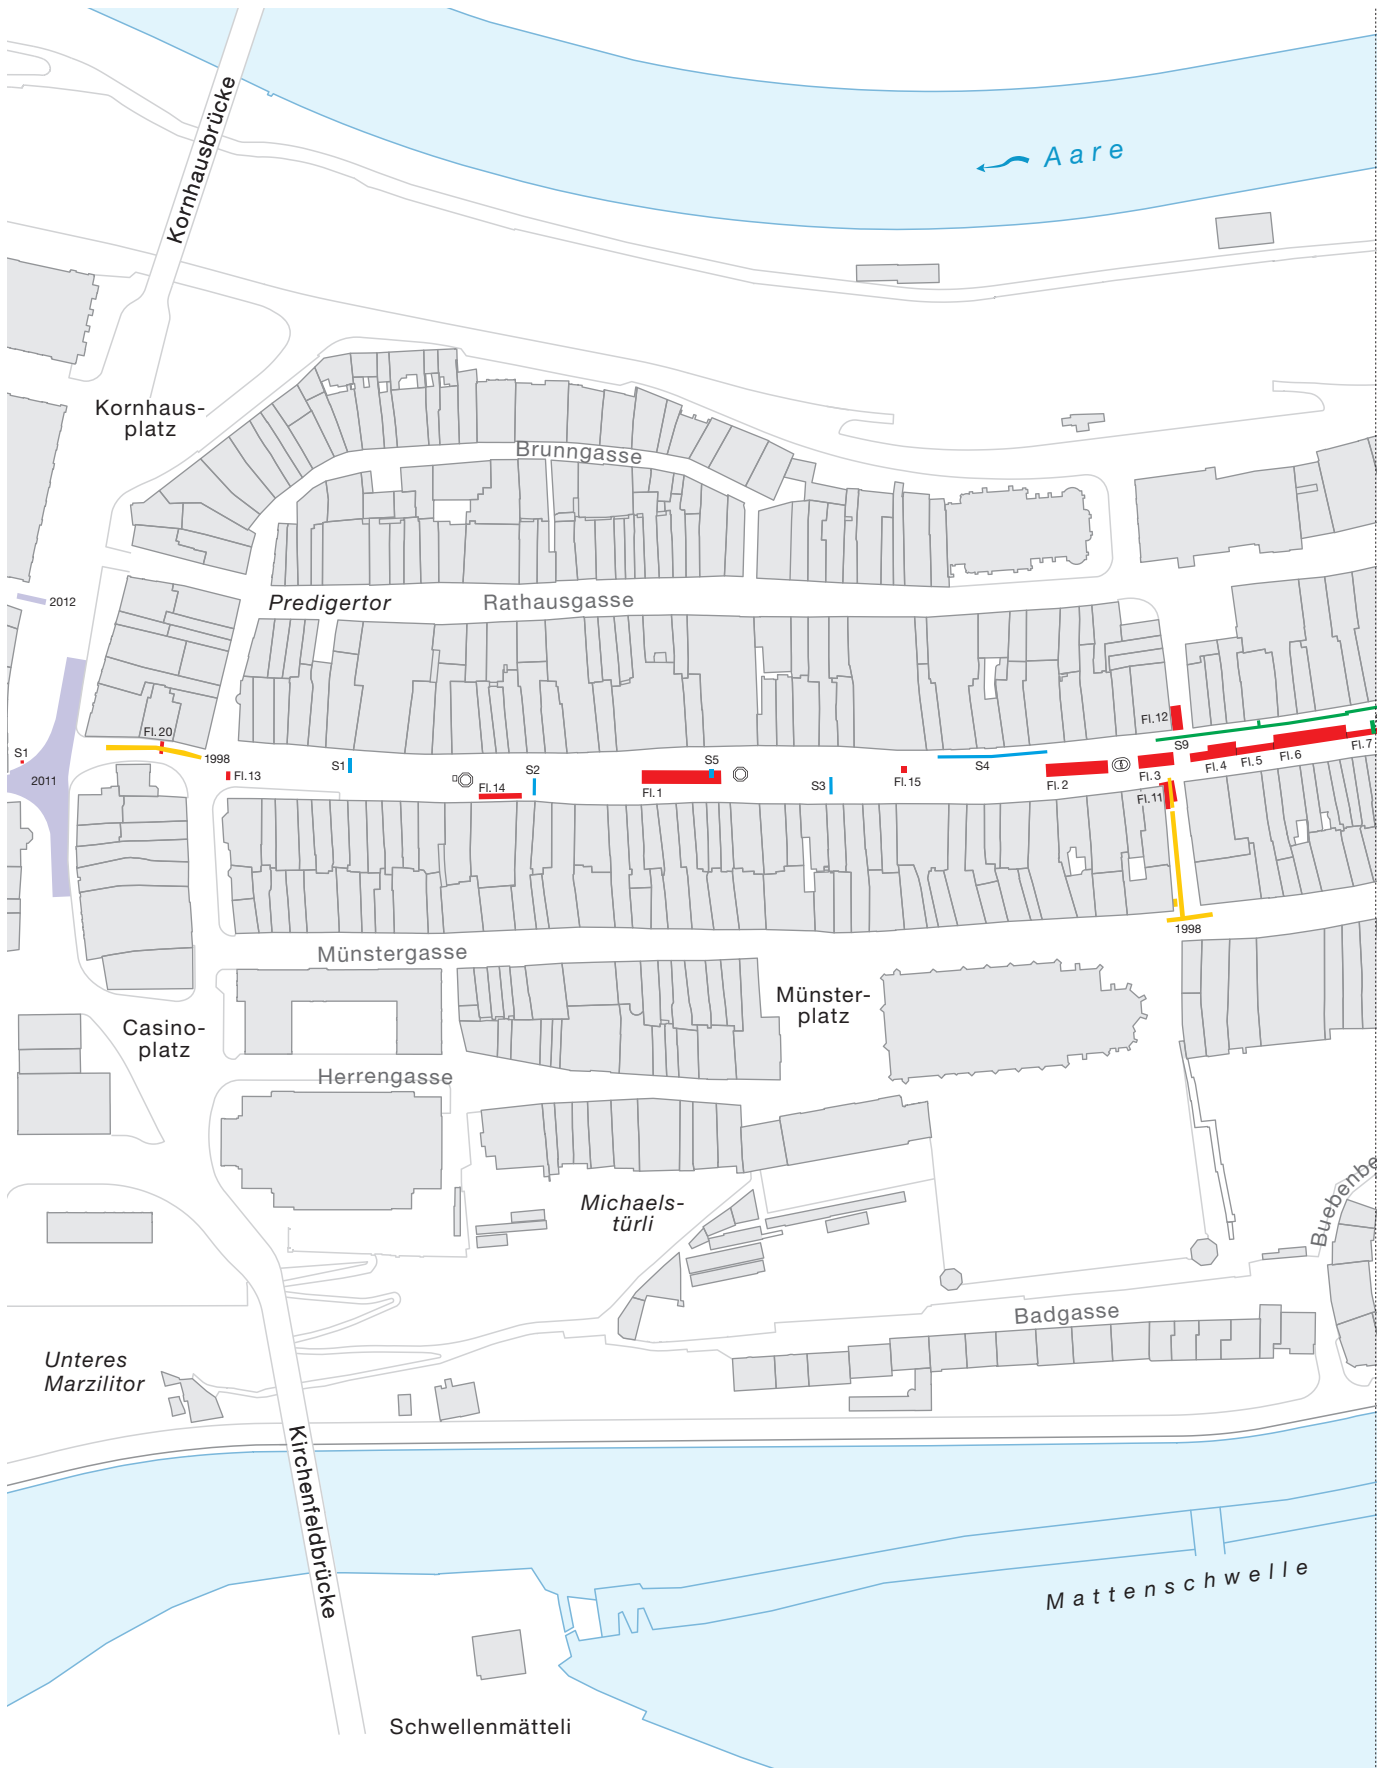 Kornhausbrücke
Aare
Kornhaus-
platz
Brunngasse
2012
Predigertor
Rathausgasse
Fl. 12
Fl. 20
1998
S1
2011
Fl. 13
S1
S2
Fl. 14
S5
Fl. 1
S3
Fl. 15
S4
Fl. 2
S9
Fl. 3
Fl. 4
Fl. 5
Fl. 6
Fl. 7
Fl. 11
1998
Münstergasse
Casino-
platz
Münster-
platz
Herrengasse
Michaels-
türli
Buebenbe
Badgasse
Unteres
Marzilitor
Kirchenfeldbrücke
Mattenschwelle
Schwellenmätteli